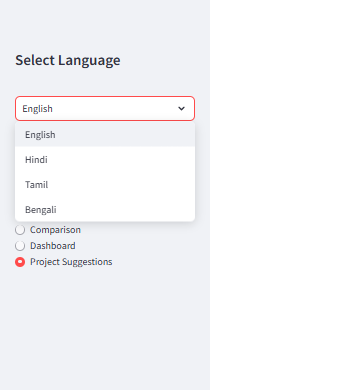 Select Language
English
English
Hindi
Tamil
Bengali
Comparison
Dashboard
Project Suggestions